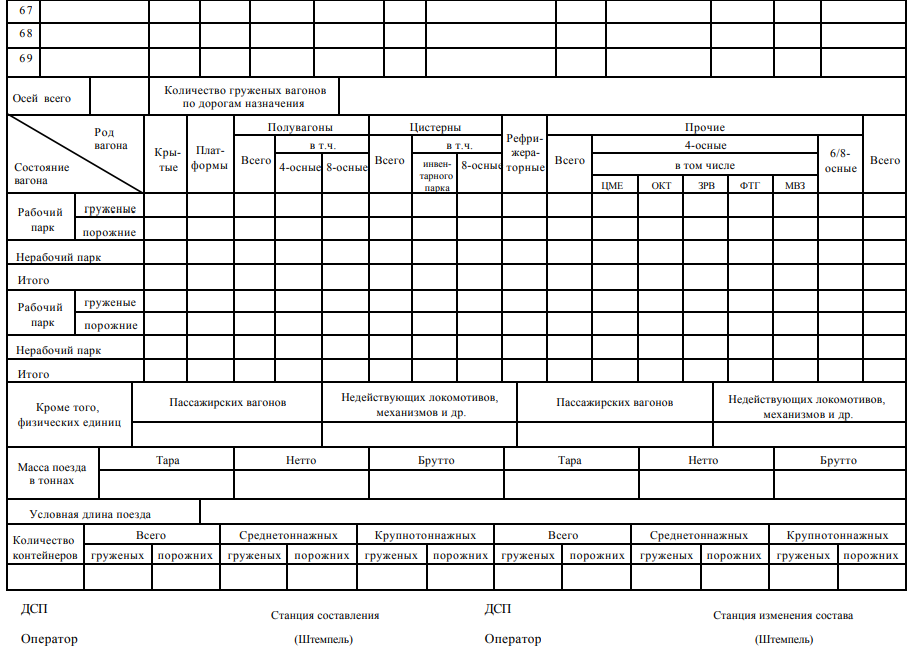 67
68
69
Осей всего
Количество груженых вагонов
по дорогам назначения
Род
вагона
Состояние
вагона
Кры-
тые
Плат-
формы
Полувагоны
Всего
в т.ч.
4-осные 8-осные
Цистерны
Всего
в т.ч.
инвен-
тарного
парка
8-осные
Рефри-
жера-
торные
Прочие
Всего
4-осные
в том числе
ЦМЕ ОКТ ЗРВ ФТГ МВЗ
6/8-
осные
Всего
Рабочий
парк
груженые
порожние
Нерабочий парк
Итого
Рабочий
парк
груженые
порожние
Нерабочий парк
Итого
Кроме того,
физических единиц
Пассажирских вагонов
Недействующих локомотивов,
механизмов и др.
Пассажирских вагонов
Недействующих локомотивов,
механизмов и др.
Масса поезда
в тоннах
Тара Нетто Брутто Тара Нетто Брутто
Условная длина поезда
Количество
контейнеров
Всего Среднетоннажных Крупнотоннажных Всего Среднетоннажных Крупнотоннажных
груженых порожних груженых порожних груженых порожних груженых порожних груженых порожних груженых порожних
ДСП Станция составления ДСП Станция изменения состава
Оператор (Штемпель) Оператор (Штемпель)